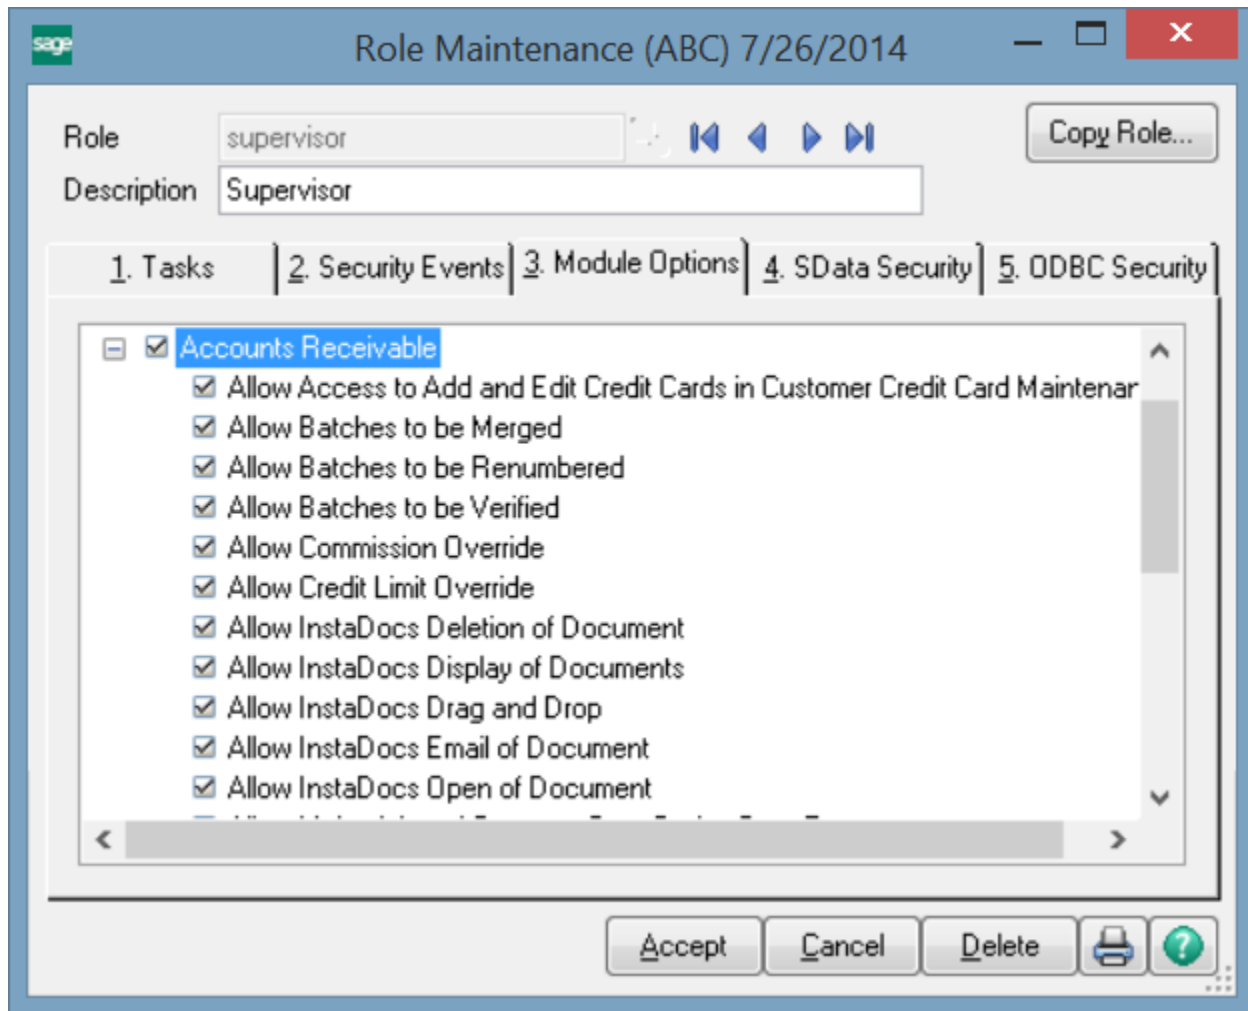 sage
Role Maintenance (ABC) 7/26/2014
Role supervisor Copy Role...
Description Supervisor
1. Tasks 2. Security Events 3. Module Options 4. SData Security 5. ODBC Security
Accounts Receivable
Allow Access to Add and Edit Credit Cards in Customer Credit Card Maintenar
Allow Batches to be Merged
Allow Batches to be Renumbered
Allow Batches to be Verified
Allow Commission Override
Allow Credit Limit Override
Allow InstaDocs Deletion of Document
Allow InstaDocs Display of Documents
Allow InstaDocs Drag and Drop
Allow InstaDocs Email of Document
Allow InstaDocs Open of Document
Accept Cancel Delete ?